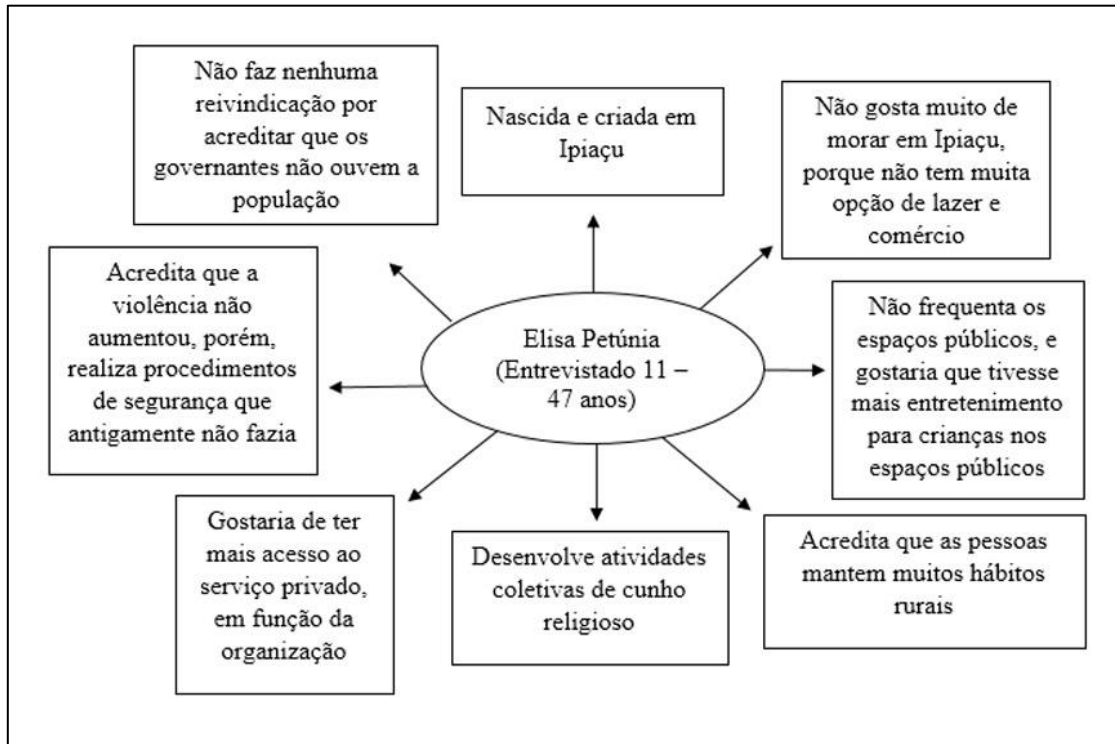 Não faz nenhuma
reivindicação por
acreditar que os
governantes não ouvem a
população
Nascida e criada em
Ipiaçu
Não gosta muito de
morar em Ipiaçu,
porque não tem muita
opção de lazer e
comércio
Acredita que a
violência não
aumentou, porém,
realiza procedimentos
de segurança que
antigamente não fazia
Elisa Petúnia
(Entrevistado 11 –
47 anos)
Não frequenta os
espaços públicos, e
gostaria que tivesse
mais entretenimento
para crianças nos
espaços públicos
Gostaria de ter
mais acesso ao
serviço privado,
em função da
organização
Desenvolve atividades
coletivas de cunho
religioso
Acredita que as pessoas
mantem muitos hábitos
rurais